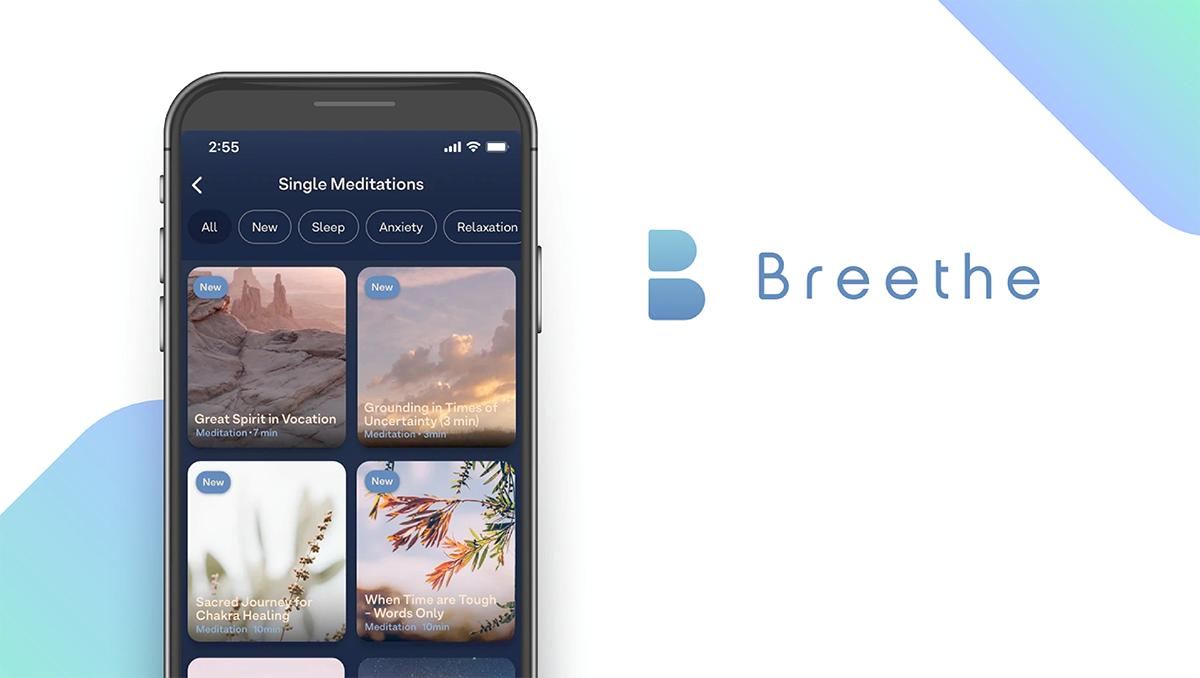 2:55
Single Meditations
All
New
Sleep
Anxiety
Relaxation
New
Great Spirit in Vocation
Meditation • 7 min
New
Grounding in Times of
Uncertainty (3 min)
Meditation • 3min
New
Sacred Journey for
Chakra Healing
Meditation 10min
New
When Time are Tough
- Words Only
Meditation 10min
Breethe